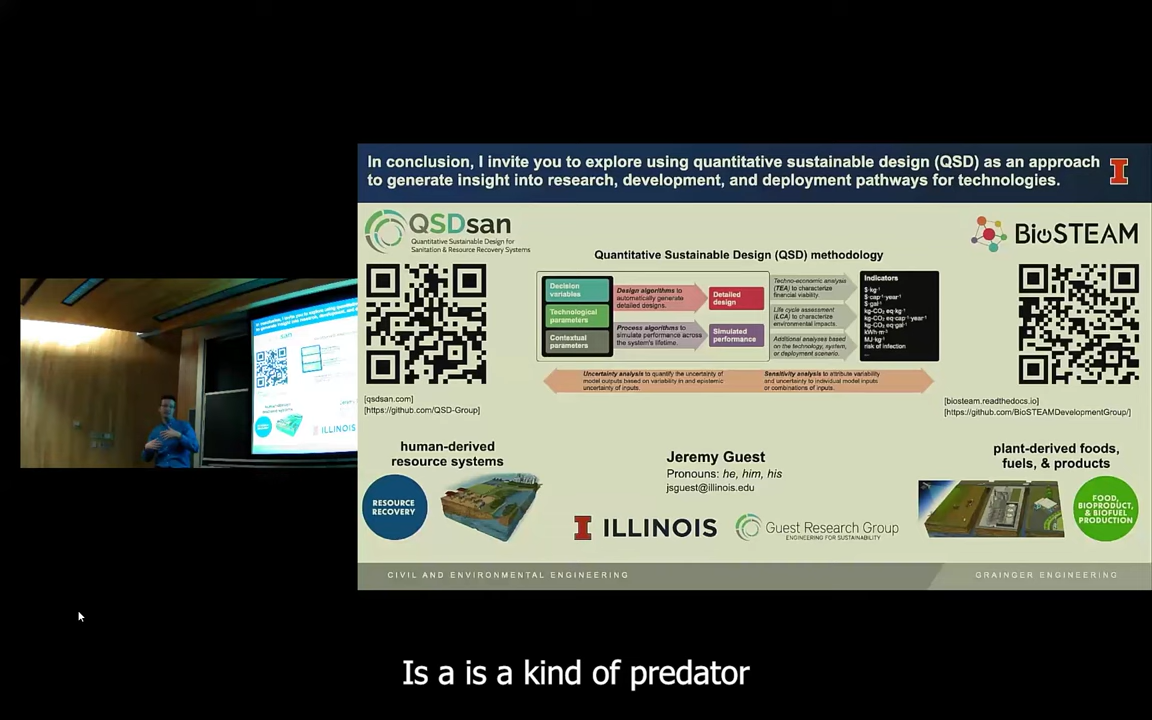 In conclusion, I invite you to explore using quantitative sustainable design (QSD) as an approach
to generate insight into research, development, and deployment pathways for technologies.
QSDsan
Quantitative Sustainable Design for
Sanitation & Resource Recovery Systems
BioSTEAM
Quantitative Sustainable Design (QSD) methodology
Decision
variables
Technological
parameters
Contextual
parameters
Design algorithms to
automatically generate
detailed designs.
Process algorithms to
simulate performance across
the system's lifetime.
Detailed
design
Simulated
performance
Techno-economic analysis
(TEA) to characterize
financial viability.
Life cycle assessment
(LCA) to characterize
environmental impacts.
Additional analyses based
on the technology, system,
or deployment scenario.
Indicators
$·kg⁻¹
$·cap⁻¹·year⁻¹
$·gal⁻¹
kg-CO₂ eq·kg⁻¹
kg-CO₂ eq·cap⁻¹·year⁻¹
kg-CO₂ eq·gal⁻¹
kWh·m⁻³
MJ·kg⁻¹
risk of infection
...
Uncertainty analysis to quantify the uncertainty of
model outputs based on variability in and epistemic
uncertainty of inputs.
Sensitivity analysis to attribute variability
and uncertainty to individual model inputs
or combinations of inputs.
[qsdsan.com]
[https://github.com/QSD-Group]
[biosteam.readthedocs.io]
[https://github.com/BioSTEAMDevelopmentGroup/]
human-derived
resource systems
RESOURCE
RECOVERY
Jeremy Guest
Pronouns: he, him, his
jsguest@illinois.edu
I ILLINOIS
Guest Research Group
ENGINEERING FOR SUSTAINABILITY
plant-derived foods,
fuels, & products
FOOD,
BIOPRODUCT,
& BIOFUEL
PRODUCTION
CIVIL AND ENVIRONMENTAL ENGINEERING
GRAINGER ENGINEERING
Is a is a kind of predator